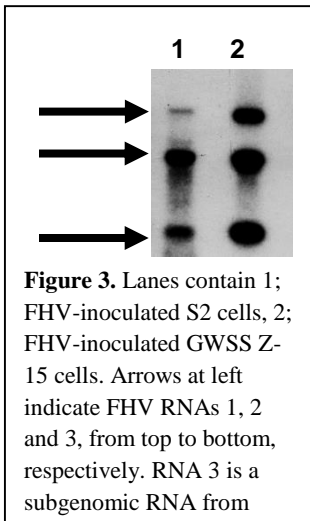 1 2
Figure 3. Lanes contain 1;
FHV-inoculated S2 cells, 2;
FHV-inoculated GWSS Z-
15 cells. Arrows at left
indicate FHV RNAs 1, 2
and 3, from top to bottom,
respectively. RNA 3 is a
subgenomic RNA from